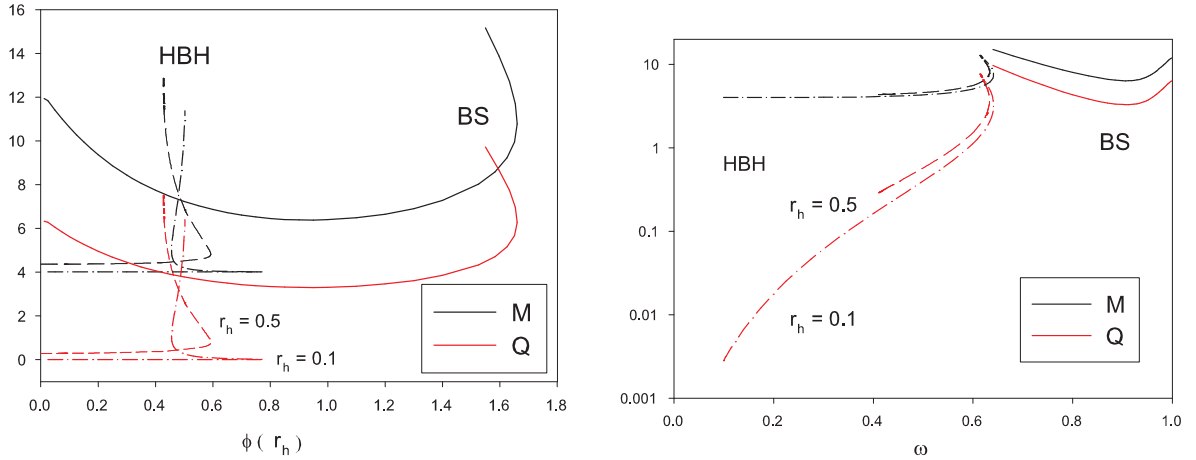 16
14
12
10
8
6
4
2
0
HBH
BS
r_h = 0.5
r_h = 0.1
M
Q
0.0 0.2 0.4 0.6 0.8 1.0 1.2 1.4 1.6 1.8
ϕ ( r_h )
10
1
0.1
0.01
0.001
HBH
BS
r_h = 0.5
r_h = 0.1
M
Q
0.0 0.2 0.4 0.6 0.8 1.0
ω